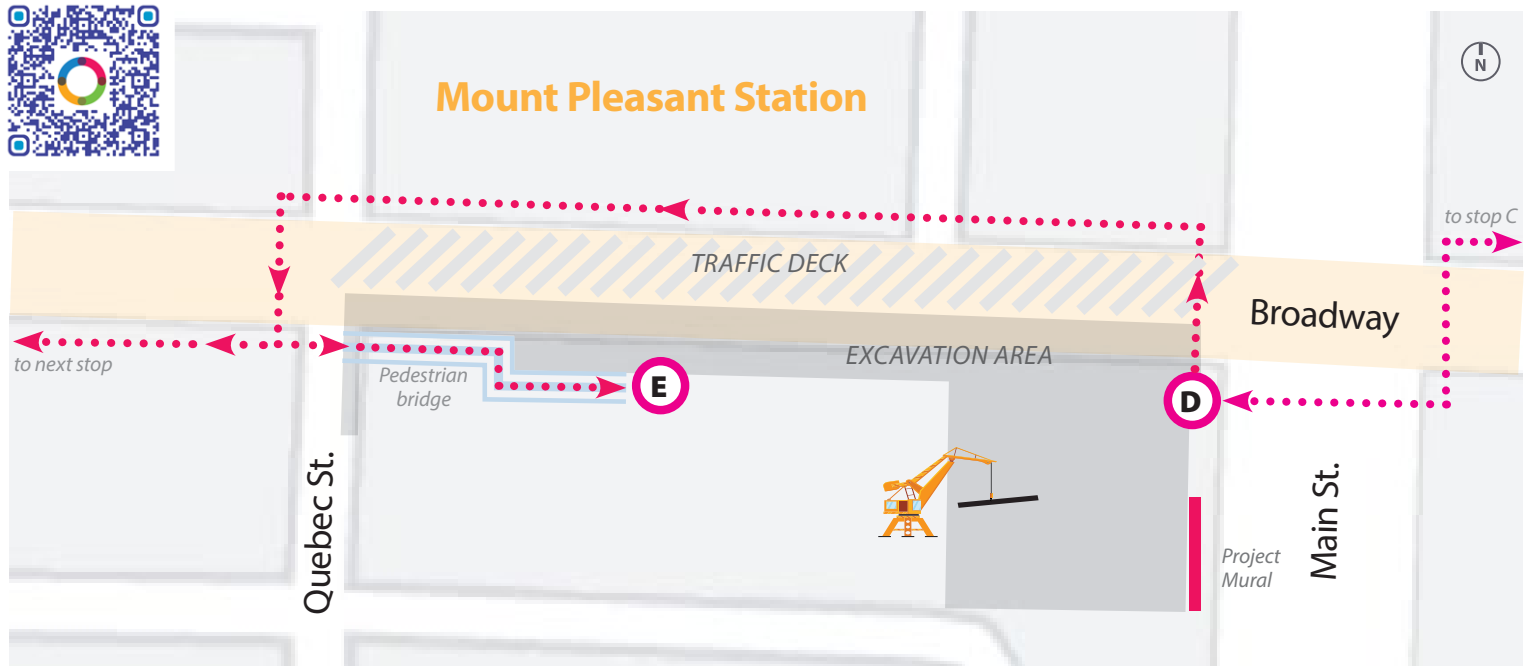 Mount Pleasant Station
N
to stop C
TRAFFIC DECK
Broadway
EXCAVATION AREA
to next stop
Pedestrian
bridge
E
D
Quebec St.
Main St.
Project
Mural